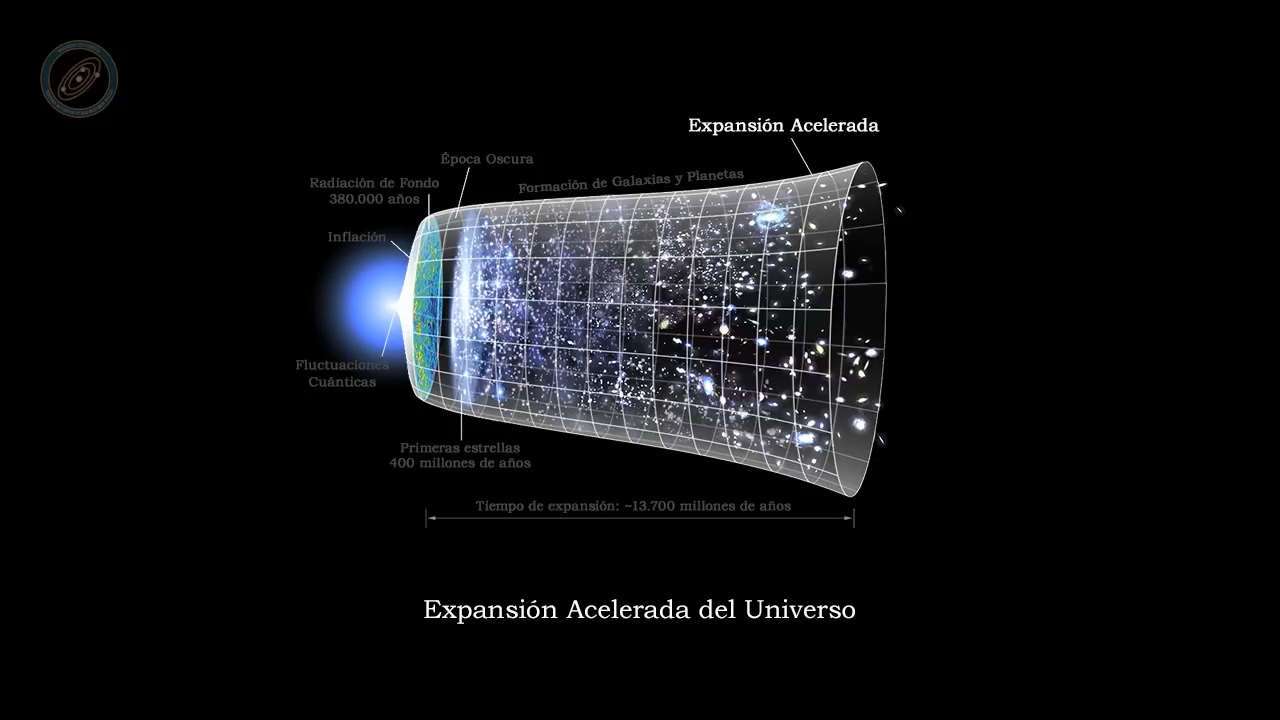 Expansión Acelerada
Época Oscura
Formación de Galaxias y Planetas
Radiación de Fondo
380.000 años
Inflación
Fluctuaciones
Cuánticas
Primeras estrellas
400 millones de años
Tiempo de expansión: ~13.700 millones de años
Expansión Acelerada del Universo